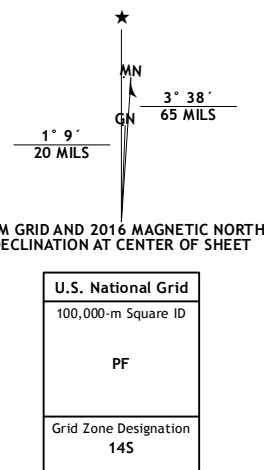 ★
MN
3° 38´
65 MILS
GN
1° 9´
20 MILS
M GRID AND 2016 MAGNETIC NORTH
DECLINATION AT CENTER OF SHEET
U.S. National Grid
100,000-m Square ID
PF
Grid Zone Designation
14S